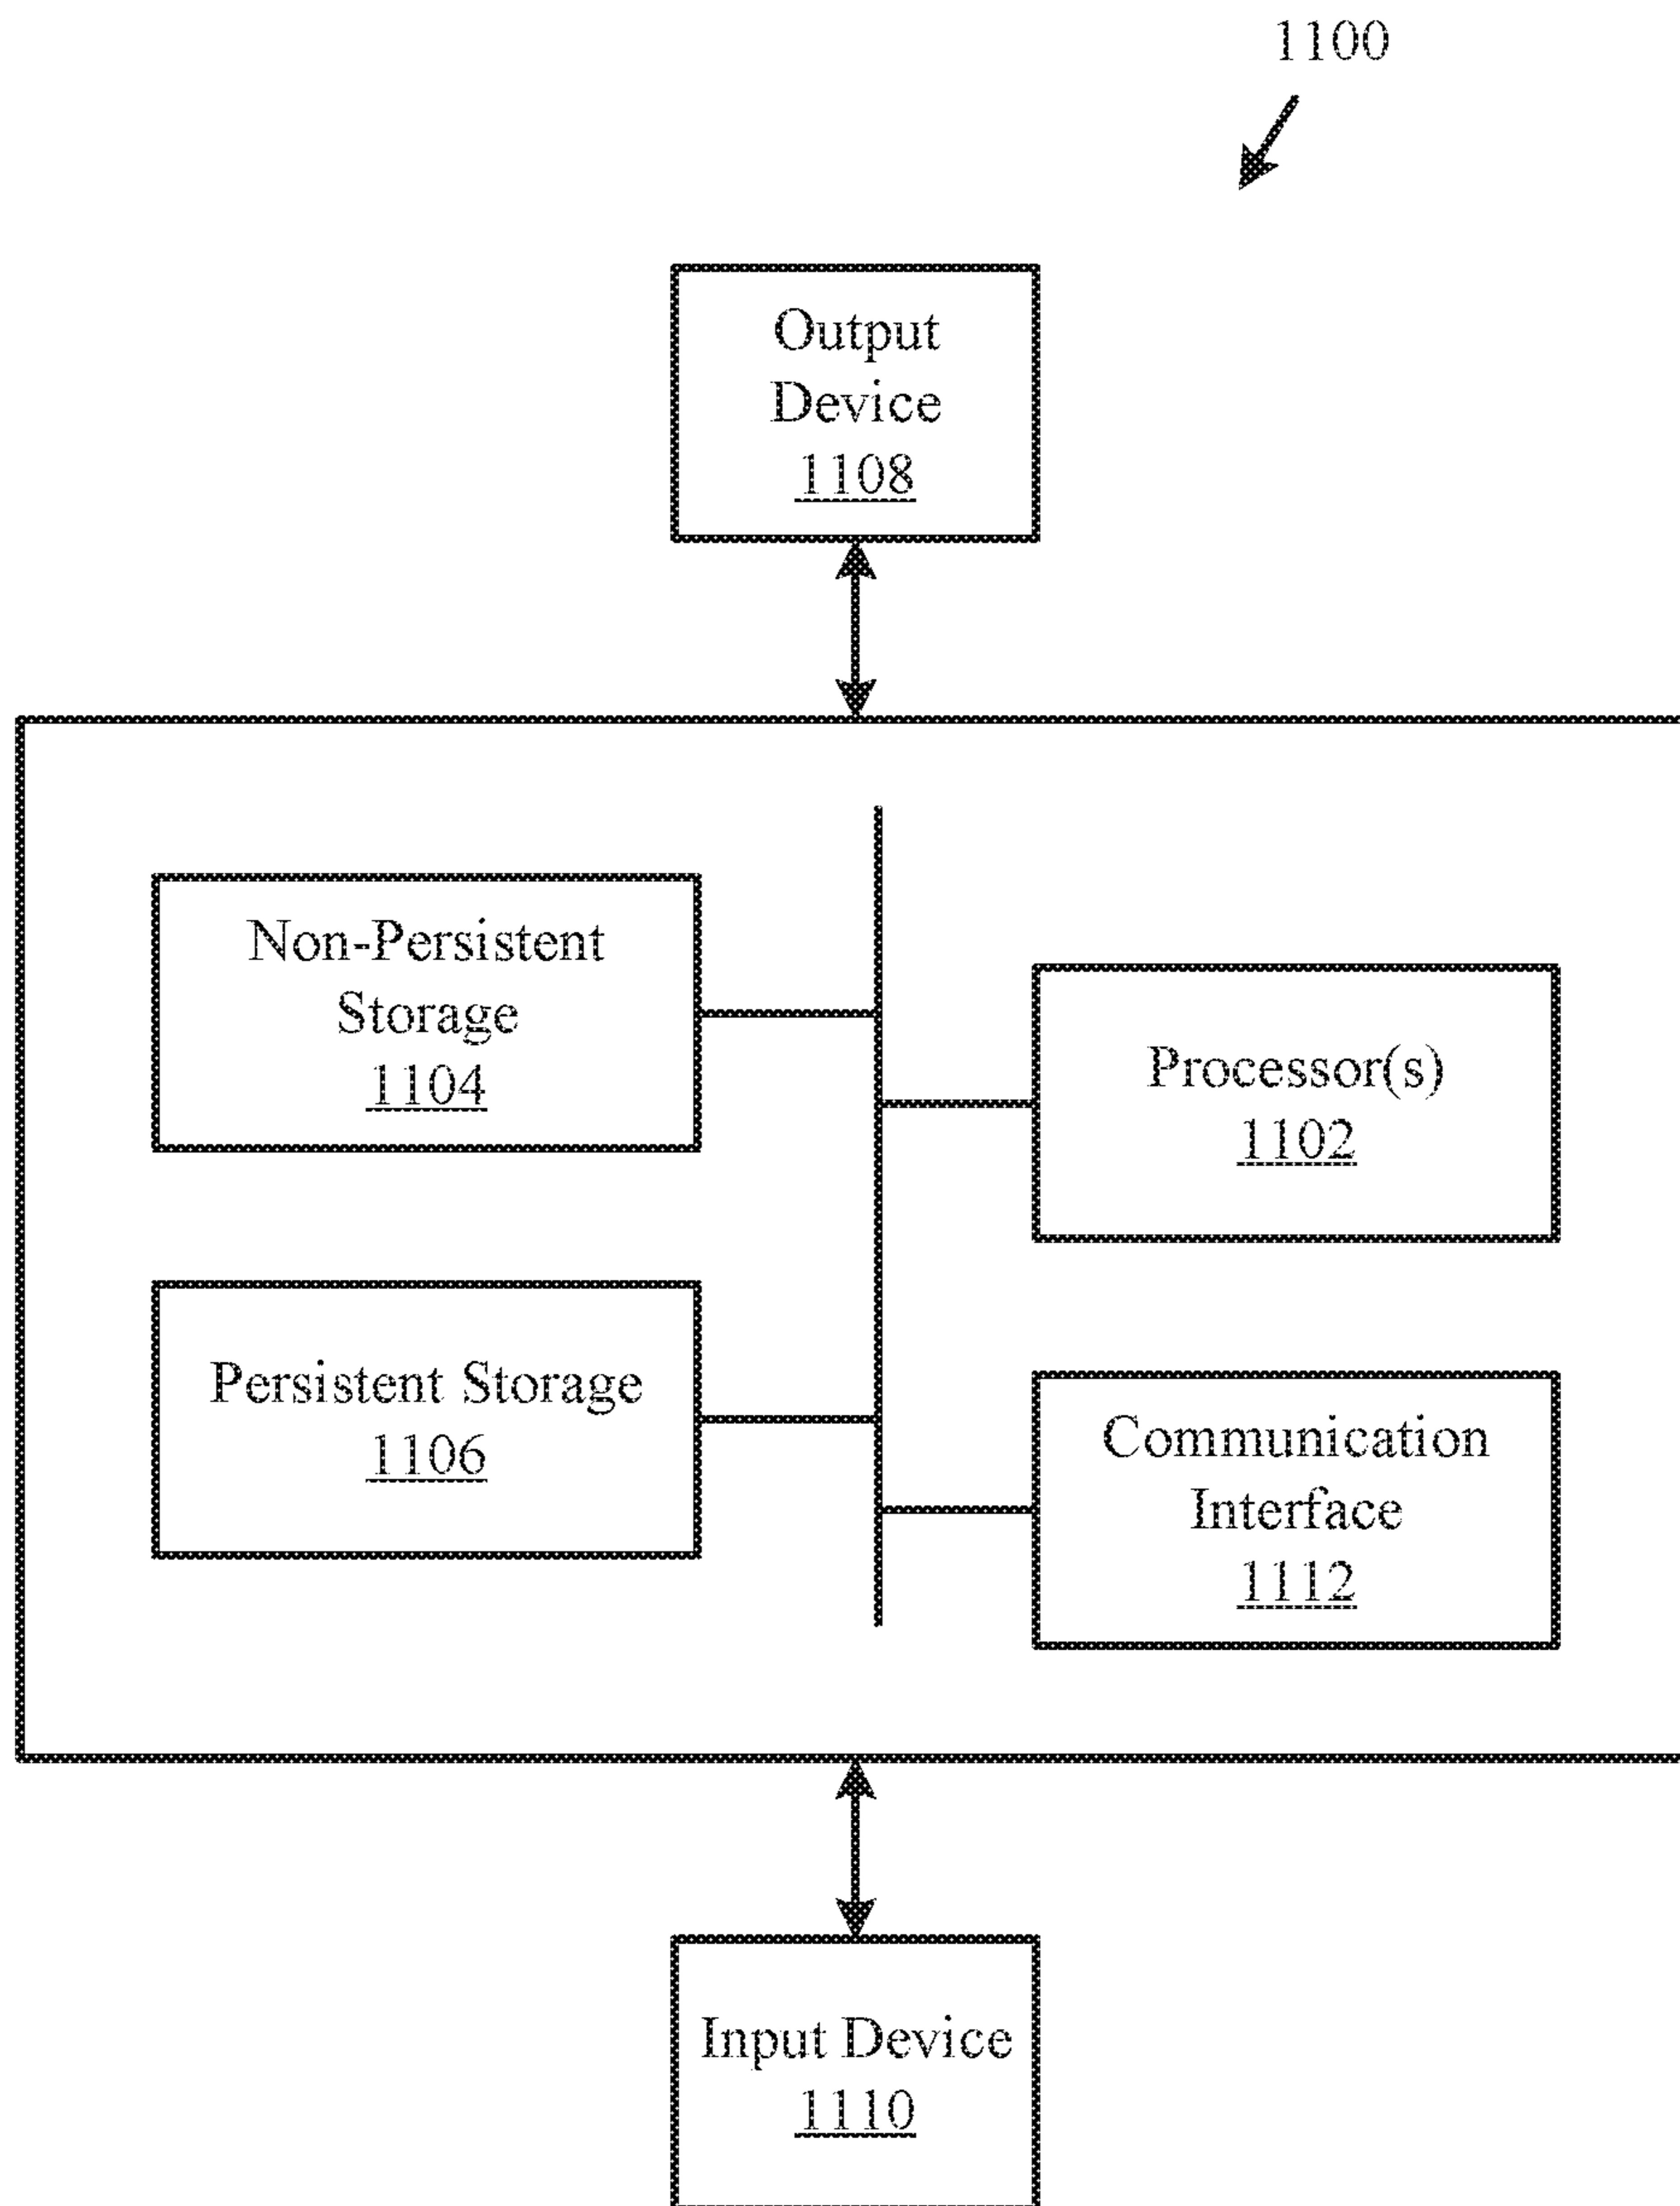 1100
Output
Device
1108
Non-Persistent
Storage
1104
Processor(s)
1102
Persistent Storage
1106
Communication
Interface
1112
Input Device
1110